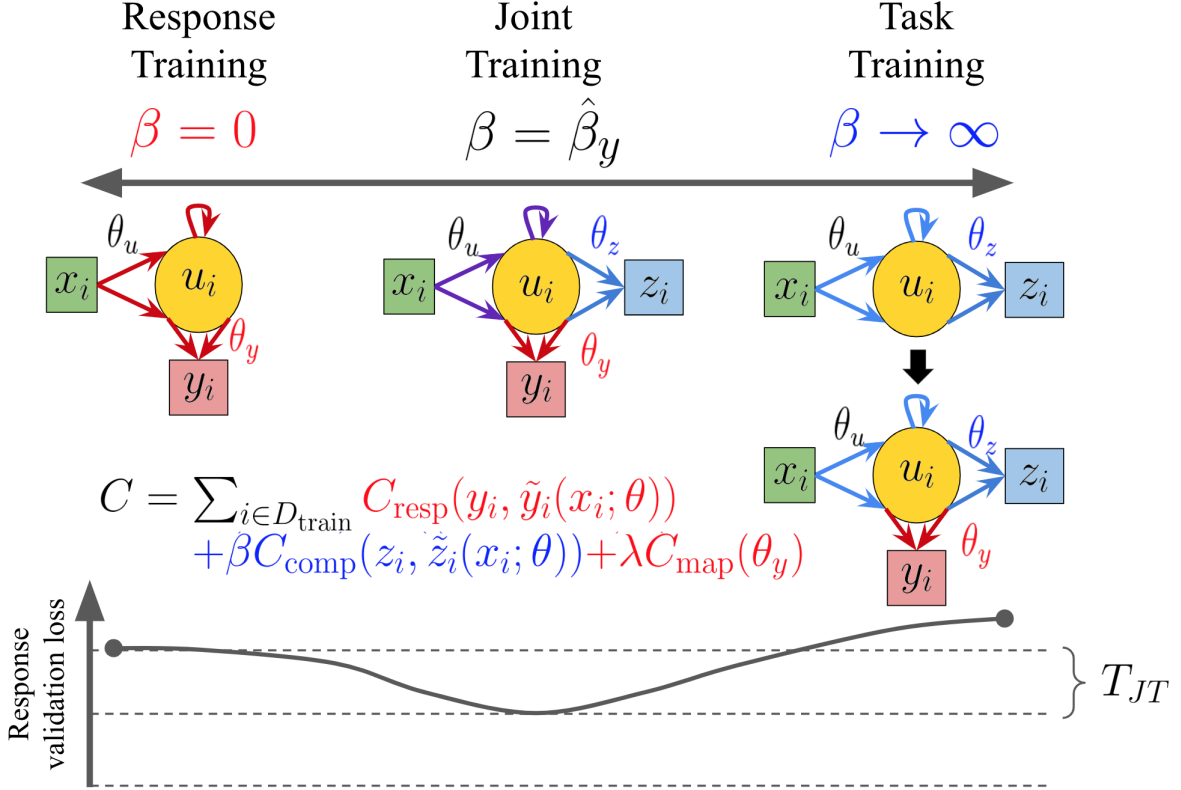 Response Training
Joint Training
Task Training
β = 0
β = β̂_y
β → ∞
θ_u
x_i
u_i
θ_y
y_i
θ_u
θ_z
x_i
u_i
z_i
θ_y
y_i
θ_u
θ_z
x_i
u_i
z_i
θ_u
θ_z
x_i
u_i
z_i
θ_y
y_i
C = ∑_{i∈D_train} C_resp(y_i, ỹ_i(x_i; θ))
+βC_comp(z_i, z̃_i(x_i; θ))+λC_map(θ_y)
Response
validation loss
T_{JT}